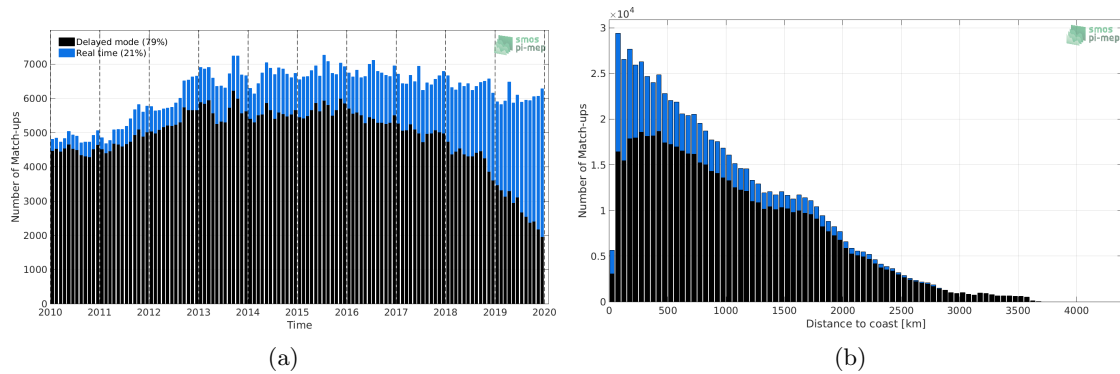 Delayed mode (79%)
Real time (21%)
smos
pi-mep
7000
6000
5000
4000
3000
2000
1000
0
Number of Match-ups
2010 2011 2012 2013 2014 2015 2016 2017 2018 2019 2020
Time
(a)
×10⁴
smos
pi-mep
3
2.5
2
1.5
1
0.5
0
Number of Match-ups
0 500 1000 1500 2000 2500 3000 3500 4000
Distance to coast [km]
(b)